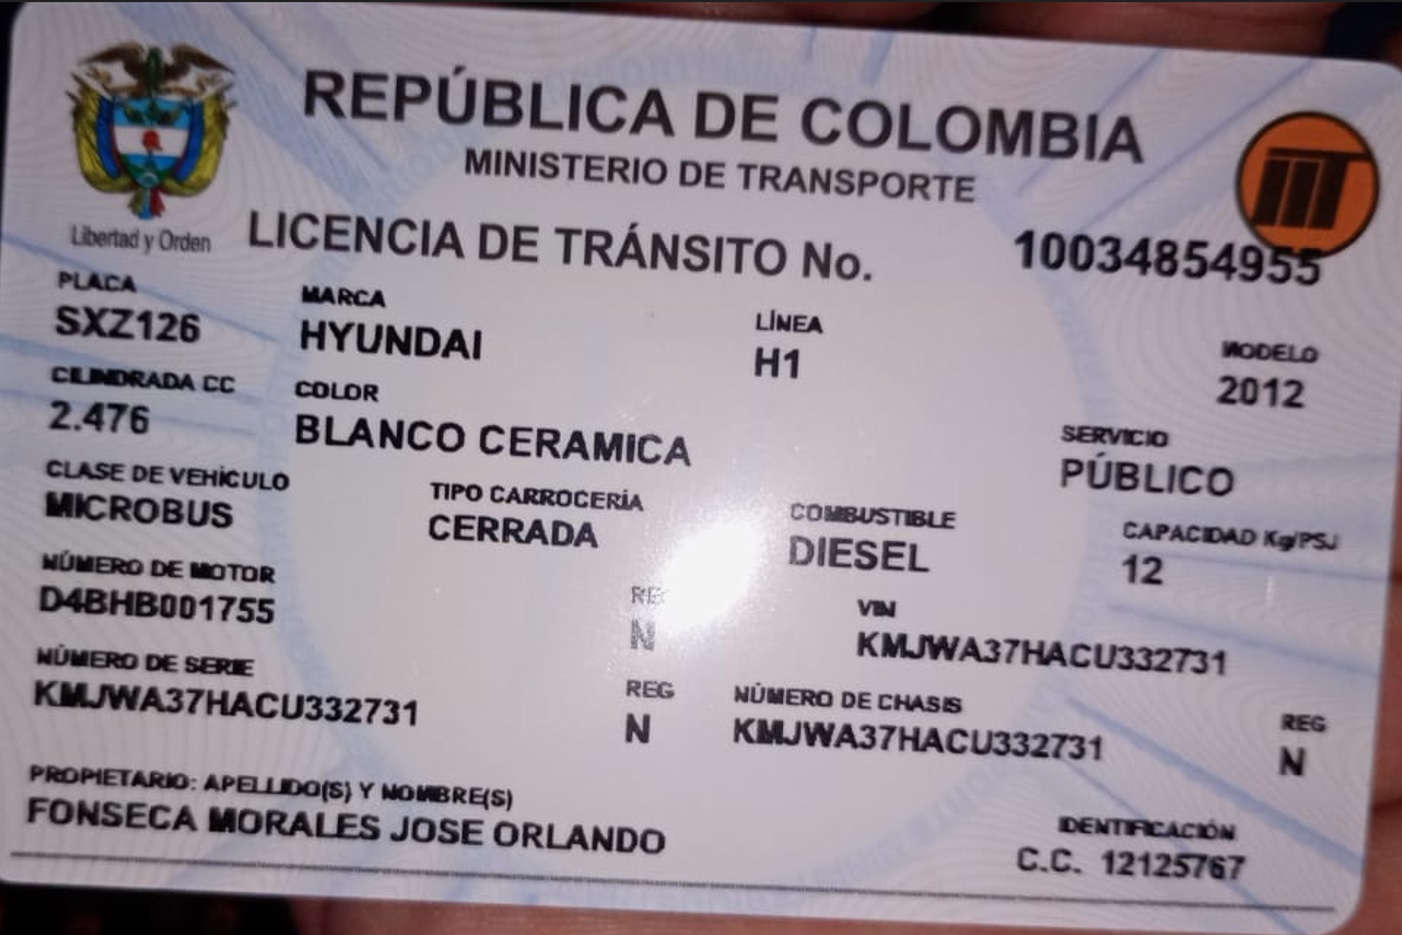 REPÚBLICA DE COLOMBIA
MINISTERIO DE TRANSPORTE
Libertad y Orden
LICENCIA DE TRÁNSITO No. 10034854955
PLACA MARCA LÍNEA MODELO
SXZ126 HYUNDAI H1 2012
CILINDRADA CC COLOR SERVICIO
2.476 BLANCO CERAMICA PÚBLICO
CLASE DE VEHÍCULO TIPO CARROCERÍA COMBUSTIBLE CAPACIDAD Kg/PSJ
MICROBUS CERRADA DIESEL 12
NÚMERO DE MOTOR VIN
D4BHB001755 N KMJWA37HACU332731
NÚMERO DE SERIE REG NÚMERO DE CHASIS REG
KMJWA37HACU332731 N KMJWA37HACU332731 N
PROPIETARIO: APELLIDO(S) Y NOMBRE(S) IDENTIFICACIÓN
FONSECA MORALES JOSE ORLANDO C.C. 12125767